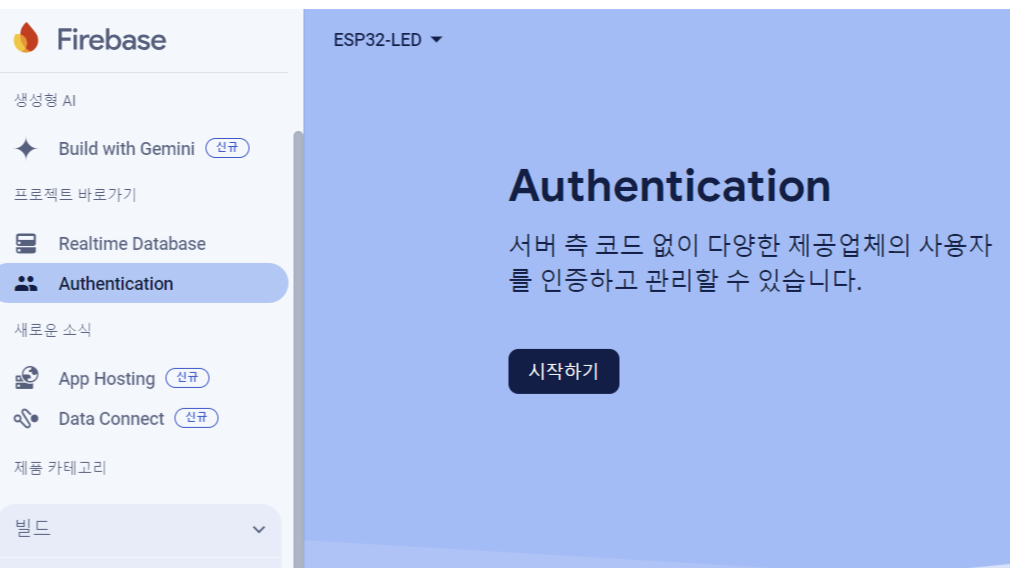 Firebase
생성형 AI
Build with Gemini 신규
프로젝트 바로가기
Realtime Database
Authentication
새로운 소식
App Hosting 신규
Data Connect 신규
제품 카테고리
빌드
ESP32-LED
Authentication
서버 측 코드 없이 다양한 제공업체의 사용자
를 인증하고 관리할 수 있습니다.
시작하기